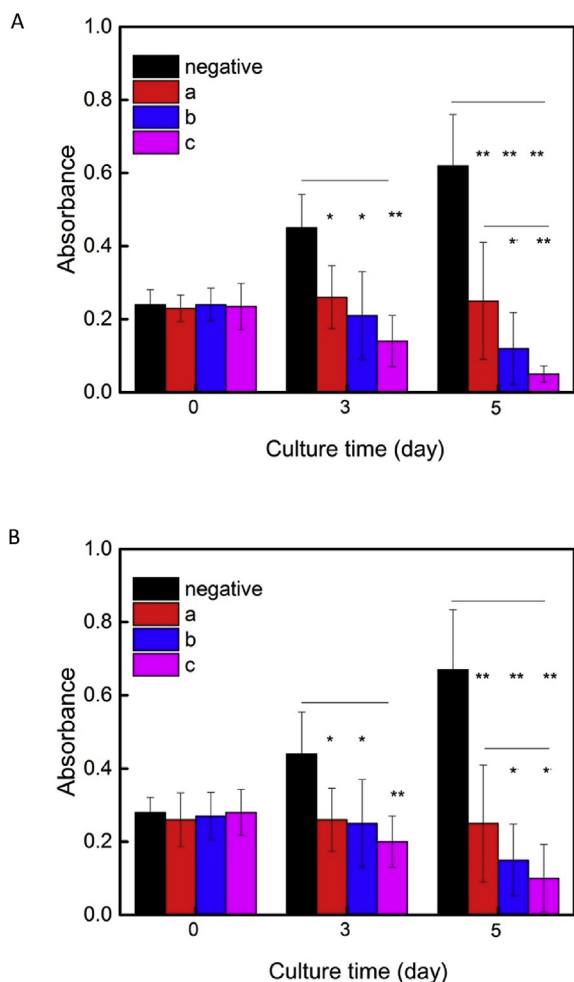 A
1.0
negative
a
b
c
0.8
0.6
0.4
0.2
0.0
** ** **
* * **
* **
Absorbance
0 3 5
Culture time (day)
B
1.0
negative
a
b
c
0.8
0.6
0.4
0.2
0.0
** ** **
* *
* *
**
Absorbance
0 3 5
Culture time (day)